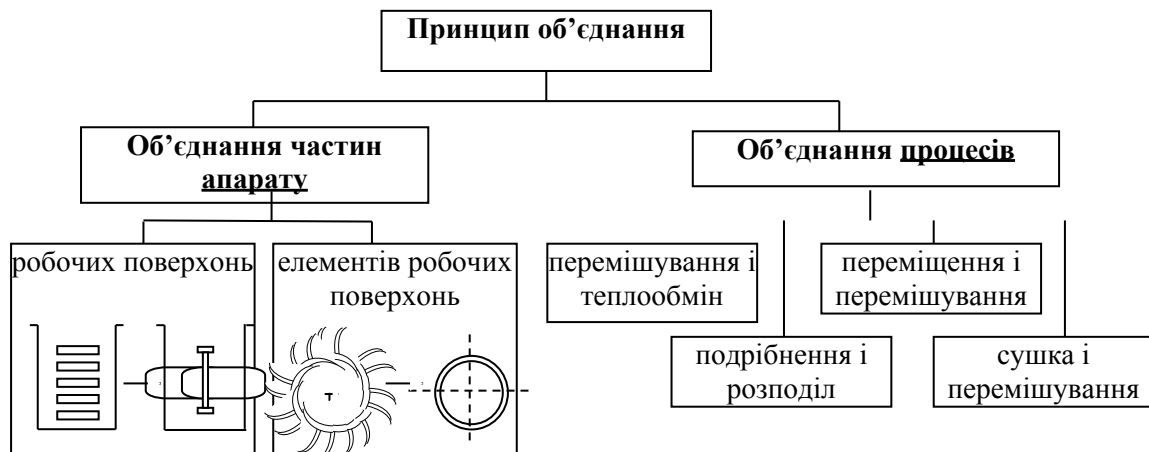 Принцип об’єднання
Об’єднання частин
апарату
Об’єднання процесів
робочих поверхонь
елементів робочих
поверхонь
перемішування і
теплообмін
переміщення і
перемішування
подрібнення і
розподіл
сушка і
перемішування
т